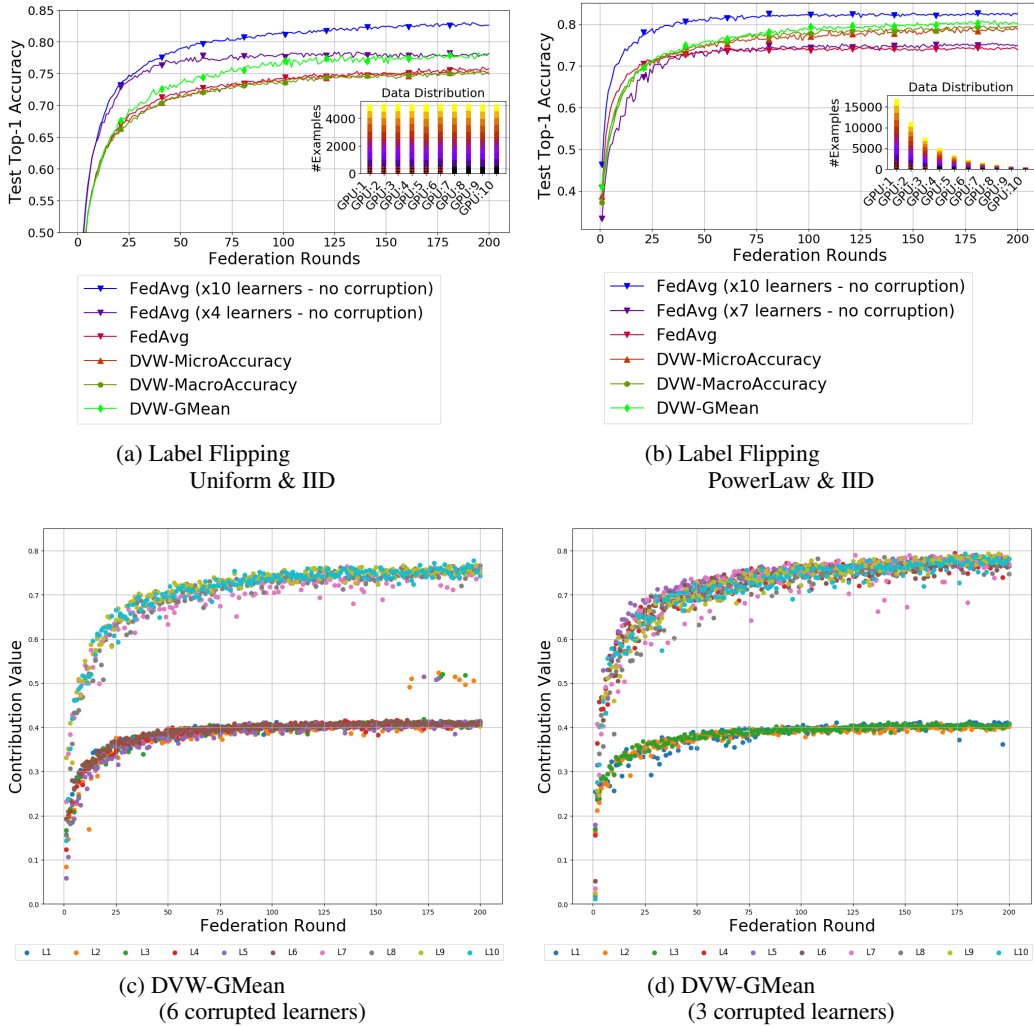 0.85
0.80
0.75
0.70
0.65
0.60
0.55
0.50
Test Top-1 Accuracy
0 25 50 75 100 125 150 175 200
Federation Rounds
Data Distribution
#Examples
4000
2000
0
GPU:1 GPU:2 GPU:3 GPU:4 GPU:5 GPU:6 GPU:7 GPU:8 GPU:9 GPU:10
FedAvg (x10 learners - no corruption)
FedAvg (x4 learners - no corruption)
FedAvg
DVW-MicroAccuracy
DVW-MacroAccuracy
DVW-GMean
(a) Label Flipping
Uniform & IID
0.8
0.7
0.6
0.5
0.4
Test Top-1 Accuracy
0 25 50 75 100 125 150 175 200
Federation Rounds
Data Distribution
#Examples
15000
10000
5000
0
GPU:1 GPU:2 GPU:3 GPU:4 GPU:5 GPU:6 GPU:7 GPU:8 GPU:9 GPU:10
FedAvg (x10 learners - no corruption)
FedAvg (x7 learners - no corruption)
FedAvg
DVW-MicroAccuracy
DVW-MacroAccuracy
DVW-GMean
(b) Label Flipping
PowerLaw & IID
0.8
0.7
0.6
0.5
0.4
0.3
0.2
0.1
0.0
Contribution Value
0 25 50 75 100 125 150 175 200
Federation Round
L1 L2 L3 L4 L5 L6 L7 L8 L9 L10
(c) DVW-GMean
(6 corrupted learners)
0.8
0.7
0.6
0.5
0.4
0.3
0.2
0.1
0.0
Contribution Value
0 25 50 75 100 125 150 175 200
Federation Round
L1 L2 L3 L4 L5 L6 L7 L8 L9 L10
(d) DVW-GMean
(3 corrupted learners)